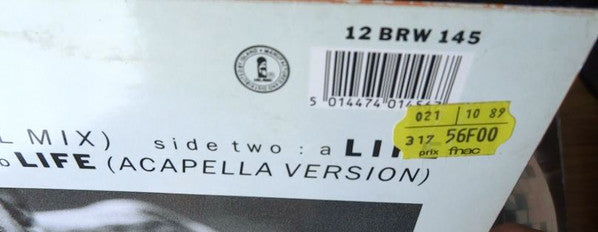 12 BRW 145
5 014474 01456
021 10 89
317 56F00
prix fnac
L MIX) side two : a LI
LIFE (ACAPELLA VERSION)